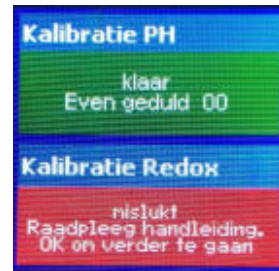 Kalibratie PH
klaar
Even geduld 00
Kalibratie Redox
mislukt
Raadpleeg handleiding.
OK om verder te gaan